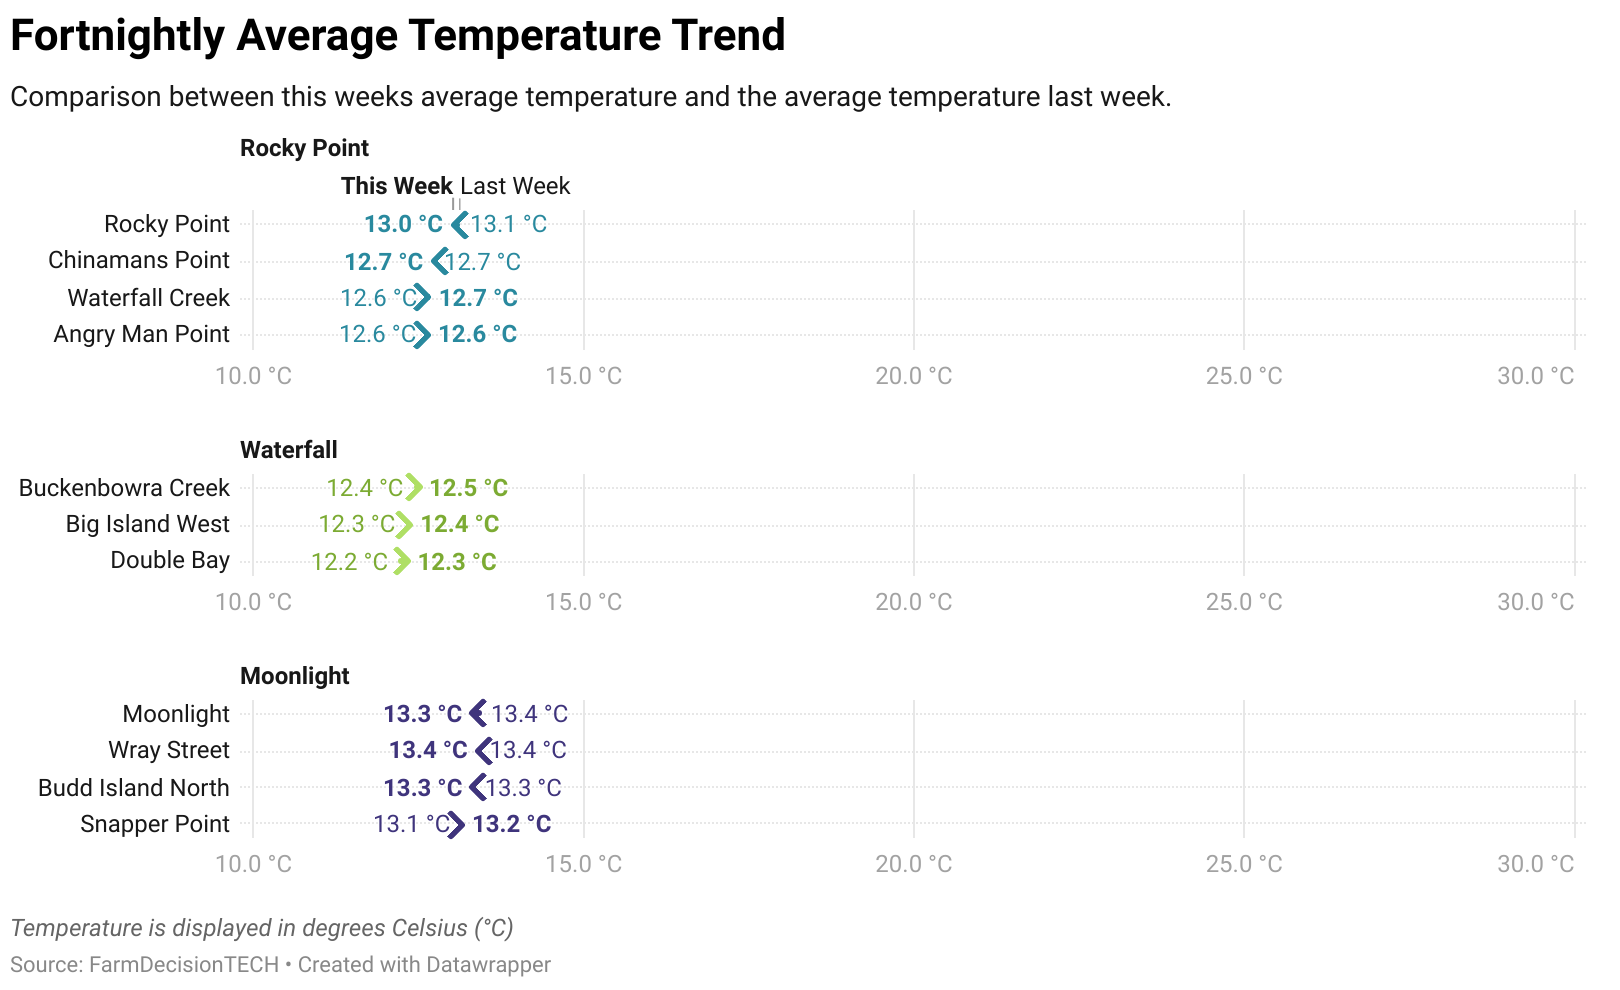 Fortnightly Average Temperature Trend
Comparison between this weeks average temperature and the average temperature last week.
Rocky Point
This Week Last Week
Rocky Point 13.0 °C 13.1 °C
Chinamans Point 12.7 °C 12.7 °C
Waterfall Creek 12.6 °C 12.7 °C
Angry Man Point 12.6 °C 12.6 °C
10.0 °C 15.0 °C 20.0 °C 25.0 °C 30.0 °C
Waterfall
Buckenbowra Creek 12.4 °C 12.5 °C
Big Island West 12.3 °C 12.4 °C
Double Bay 12.2 °C 12.3 °C
10.0 °C 15.0 °C 20.0 °C 25.0 °C 30.0 °C
Moonlight
Moonlight 13.3 °C 13.4 °C
Wray Street 13.4 °C 13.4 °C
Budd Island North 13.3 °C 13.3 °C
Snapper Point 13.1 °C 13.2 °C
10.0 °C 15.0 °C 20.0 °C 25.0 °C 30.0 °C
Temperature is displayed in degrees Celsius (°C)
Source: FarmDecisionTECH • Created with Datawrapper